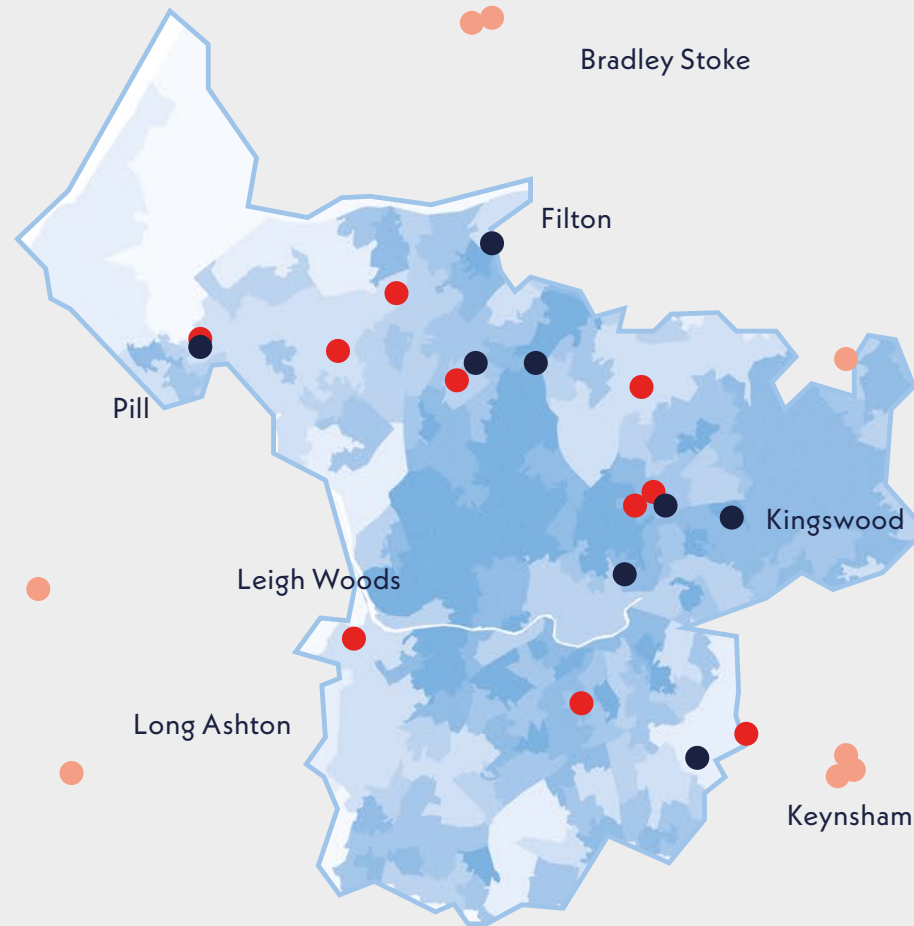 Bradley Stoke
Filton
Pill
Kingswood
Leigh Woods
Long Ashton
Keynsham